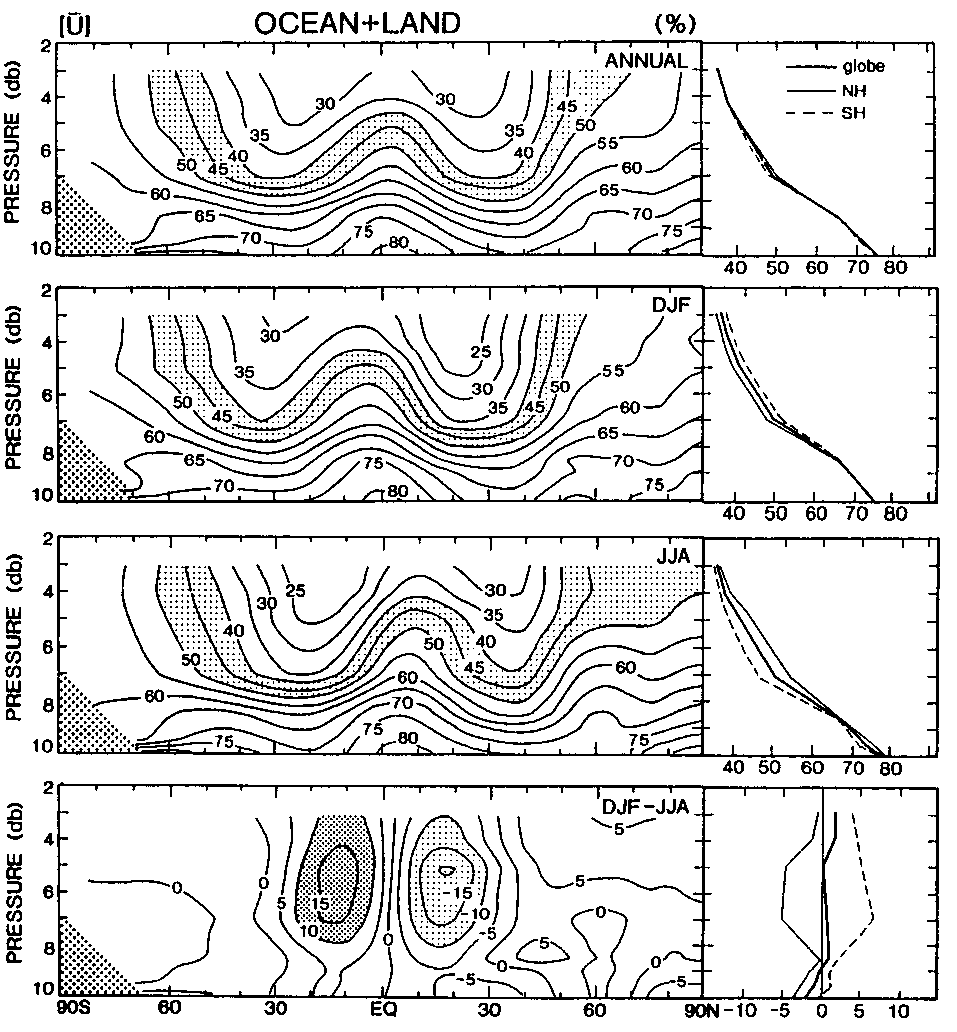 [Ū] OCEAN+LAND (%)
PRESSURE (db)
2
4
6
8
10
ANNUAL
30 30
35 35
40 40
45 45
50 50
55
60 60
65 65
70 70
75 75
80
globe
NH
SH
40 50 60 70 80
PRESSURE (db)
2
4
6
8
10
DJF
30 25
35 30
45 35 45 50 55
50 60
60 65
65 70
70 75 75
80
40 50 60 70 80
PRESSURE (db)
2
4
6
8
10
JJA
25 30
30 35
40 40
50 50 45
60 60 60
70 70
75 75 75
80
40 50 60 70 80
PRESSURE (db)
2
4
6
8
10
DJF-JJA
5
0 0 5
5 15 -15
10 -10 0
0 -5 5
0 0
-5 -5
90S 60 30 EQ 30 60 90N
-10 -5 0 5 10